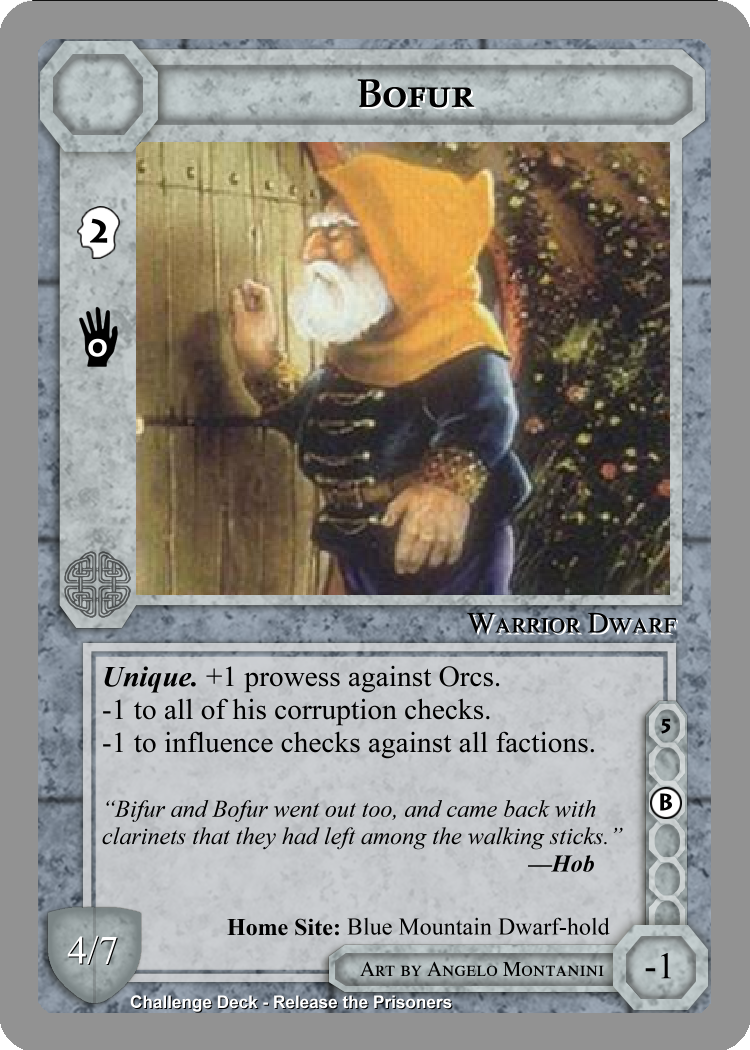 Bofur
2
0
Warrior Dwarf
Unique. +1 prowess against Orcs.
-1 to all of his corruption checks.
-1 to influence checks against all factions.
“Bifur and Bofur went out too, and came back with
clarinets that they had left among the walking sticks.”
—Hob
5
B
Home Site: Blue Mountain Dwarf-hold
4/7
Art by Angelo Montanini
-1
Challenge Deck - Release the Prisoners